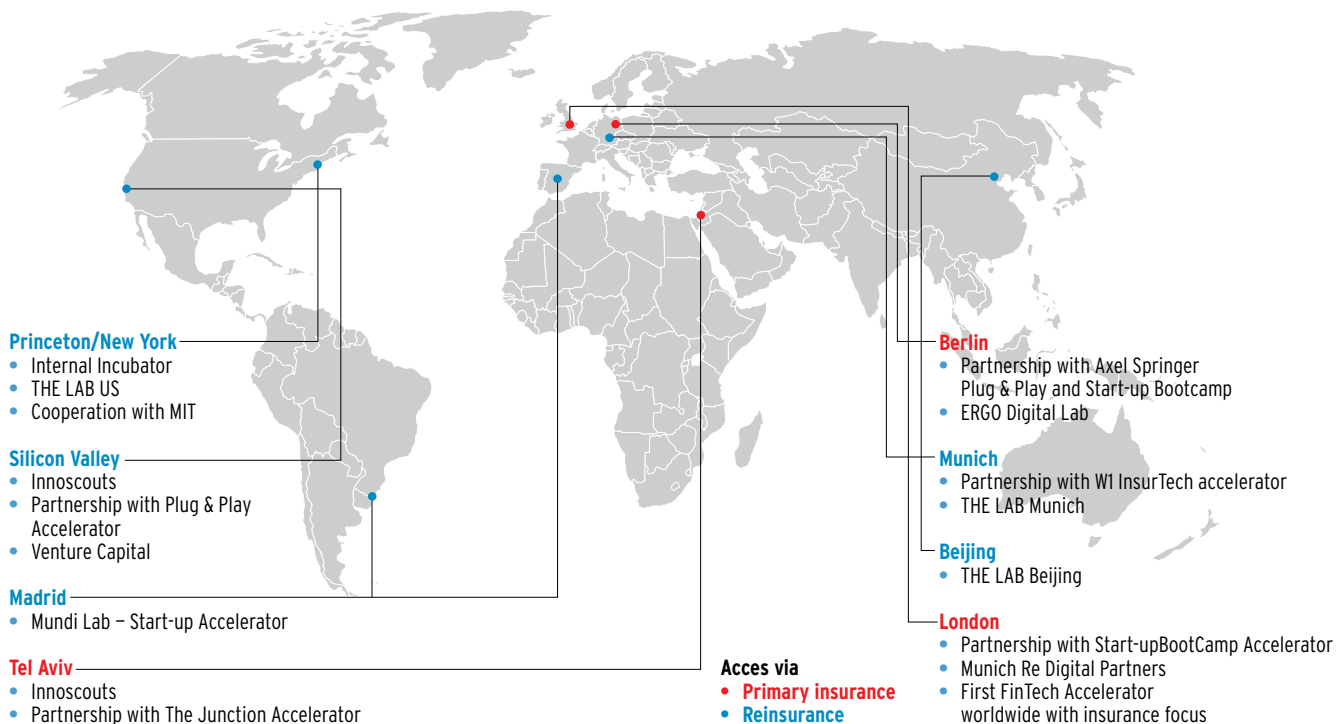 Princeton/New York
• Internal Incubator
• THE LAB US
• Cooperation with MIT
Silicon Valley
• Innoscouts
• Partnership with Plug & Play
Accelerator
• Venture Capital
Madrid
• Mundi Lab – Start-up Accelerator
Tel Aviv
• Innoscouts
• Partnership with The Junction Accelerator
Acces via
• Primary insurance
• Reinsurance
Berlin
• Partnership with Axel Springer
Plug & Play and Start-up Bootcamp
• ERGO Digital Lab
Munich
• Partnership with W1 InsurTech accelerator
• THE LAB Munich
Beijing
• THE LAB Beijing
London
• Partnership with Start-upBootCamp Accelerator
• Munich Re Digital Partners
• First FinTech Accelerator
worldwide with insurance focus